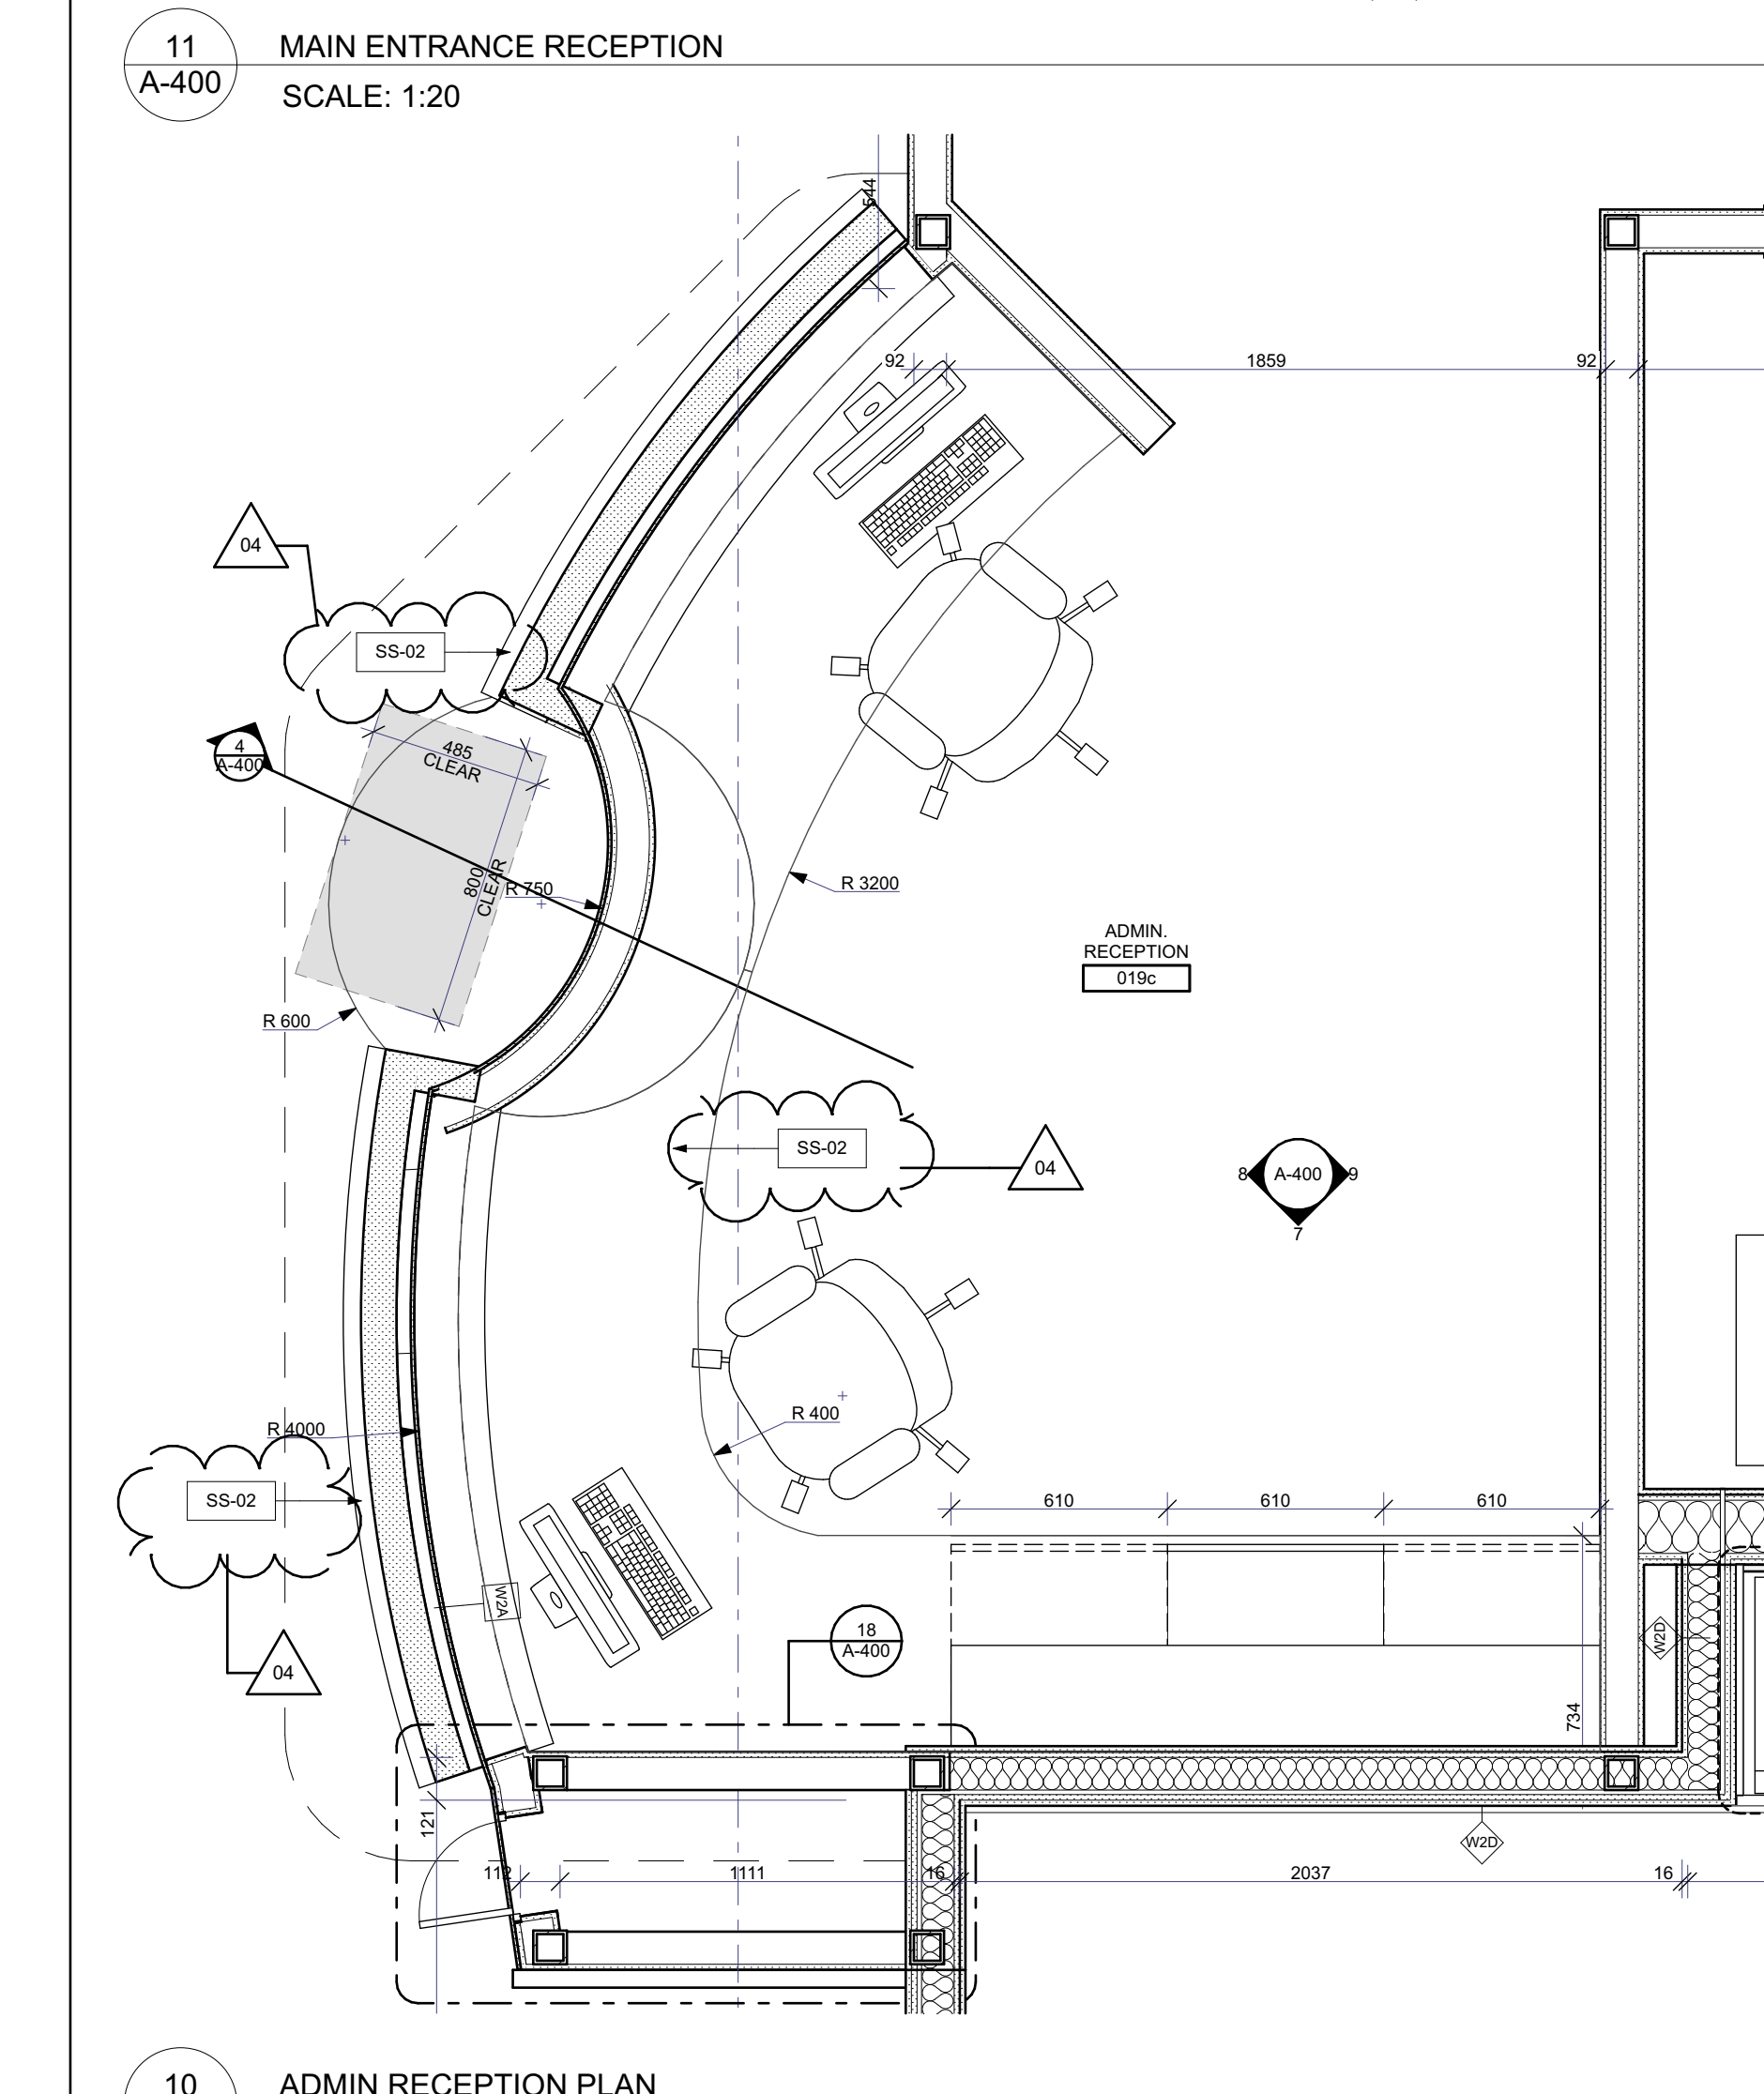 11
A-400
MAIN ENTRANCE RECEPTION
SCALE: 1:20
544
92
1859
92
04
SS-02
4
A-400
485
CLEAR
800
CLEAR
R 750
R 3200
ADMIN.
RECEPTION
019c
R 600
SS-02
04
8
A-400
9
7
R 4000
R 400
SS-02
610
610
610
W2A
04
18
A-400
W2D
734
121
W2D
112
1111
16
2037
16
10
ADMIN RECEPTION PLAN